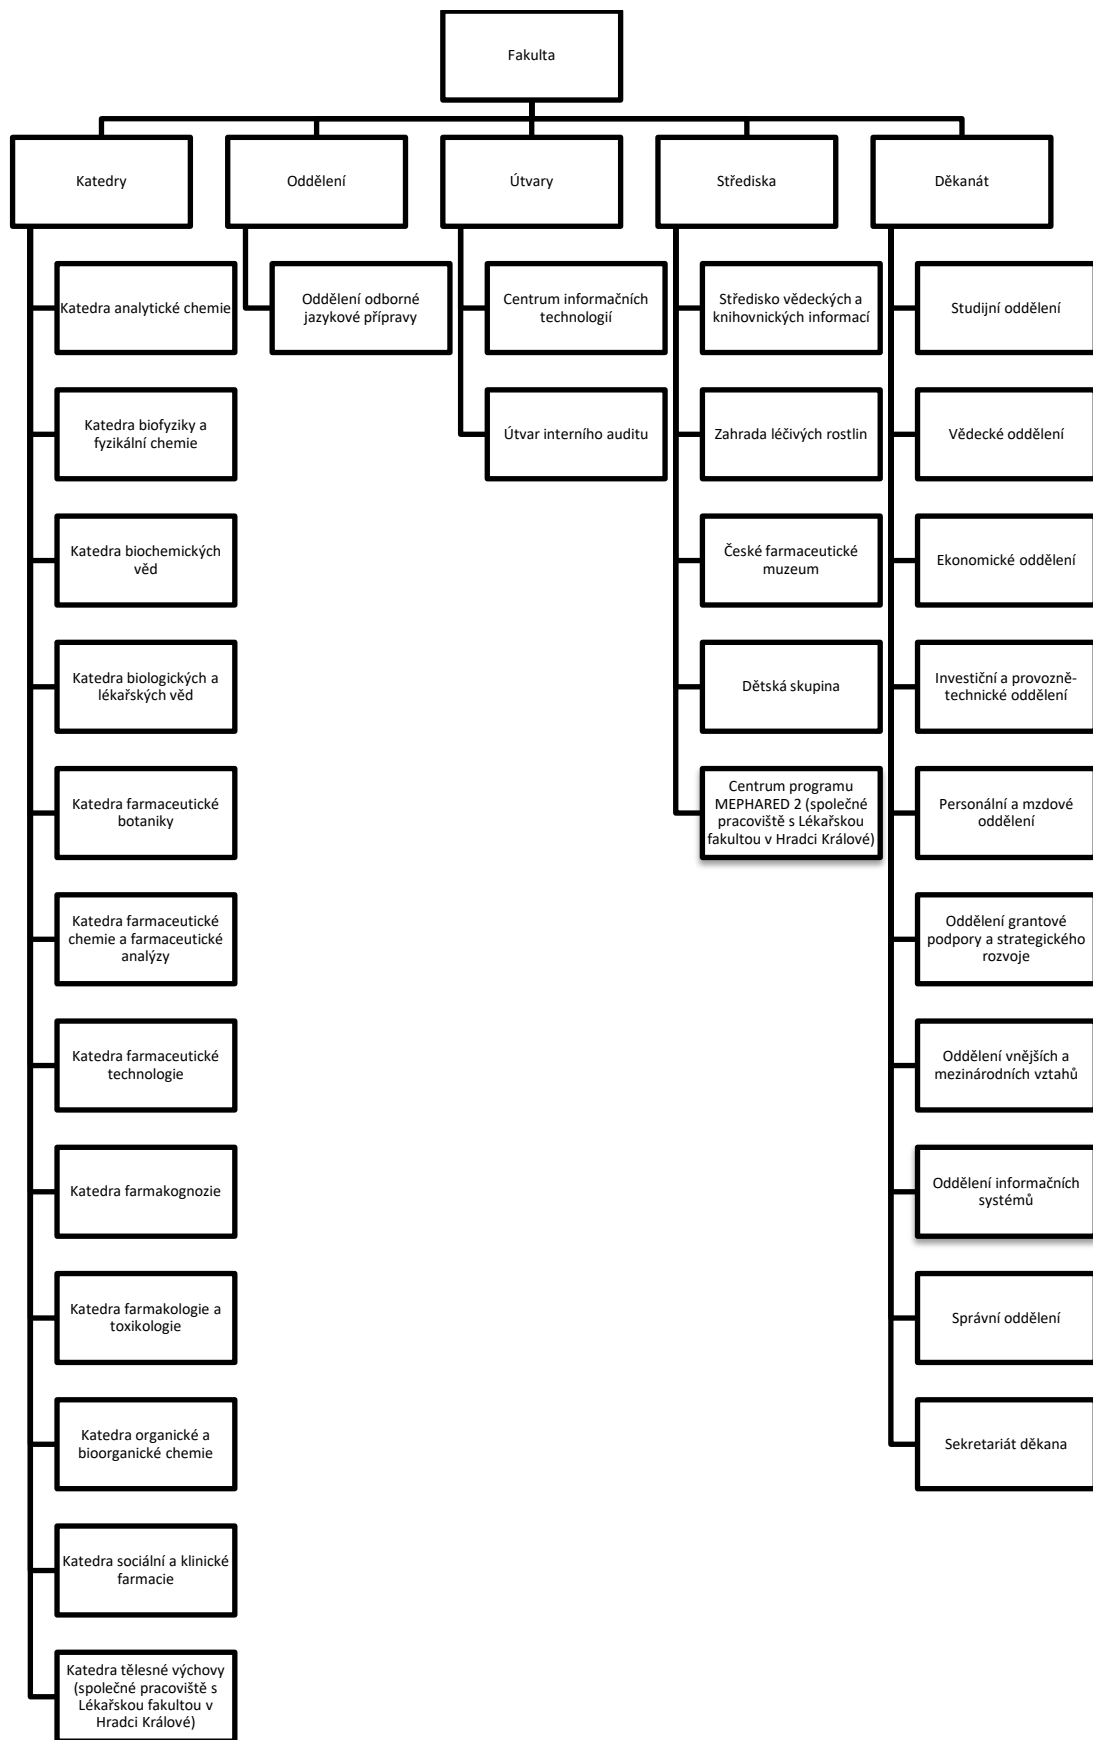 Fakulta
Katedry
Oddělení
Útvary
Střediska
Děkanát
Katedra analytické chemie
Katedra biofyziky a
fyzikální chemie
Katedra biochemických
věd
Katedra biologických a
lékařských věd
Katedra farmaceutické
botaniky
Katedra farmaceutické
chemie a farmaceutické
analýzy
Katedra farmaceutické
technologie
Katedra farmakognozie
Katedra farmakologie a
toxikologie
Katedra organické a
bioorganické chemie
Katedra sociální a klinické
farmacie
Katedra tělesné výchovy
(společné pracoviště s
Lékařskou fakultou v
Hradci Králové)
Oddělení odborné
jazykové přípravy
Centrum informačních
technologií
Útvar interního auditu
Středisko vědeckých a
knihovnických informací
Zahrada léčivých rostlin
České farmaceutické
muzeum
Dětská skupina
Centrum programu
MEPHARED 2 (společné
pracoviště s Lékařskou
fakultou v Hradci Králové)
Studijní oddělení
Vědecké oddělení
Ekonomické oddělení
Investiční a provozně-
technické oddělení
Personální a mzdové
oddělení
Oddělení grantové
podpory a strategického
rozvoje
Oddělení vnějších a
mezinárodních vztahů
Oddělení informačních
systémů
Správní oddělení
Sekretariát děkana